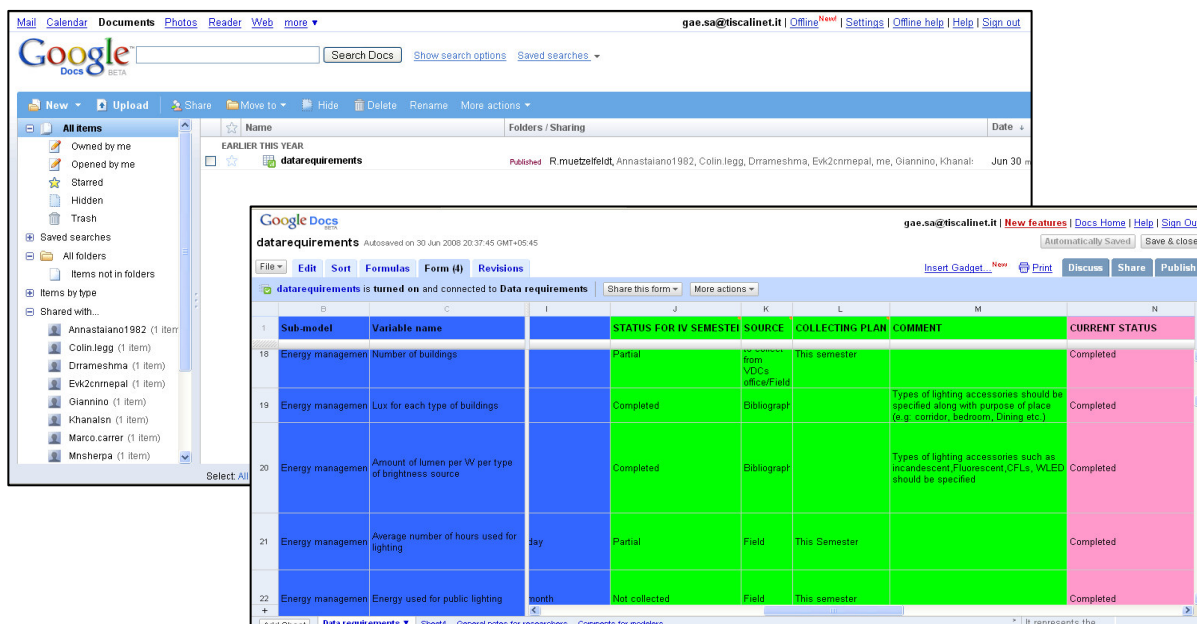 Mail Calendar Documents Photos Reader Web more ▼ gae.sa@tiscalinet.it | Offline New! | Settings | Offline help | Help | Sign out
Google Docs BETA Search Docs Show search options Saved searches
New Upload Share Move to Hide Delete Rename More actions
All items Name Folders / Sharing Date ↓
Owned by me EARLIER THIS YEAR
Opened by me datarequirements Published R.muetzelfeldt, Annastaiano1982, Colin.legg, Drrameshma, Evk2cnrnepal, me, Giannino, Khanal Jun 30
Starred
Hidden
Trash
Saved searches
All folders
Items not in folders
Items by type
Shared with...
Annastaiano1982 (1 item
Colin.legg (1 item)
Drrameshma (1 item)
Evk2cnrnepal (1 item)
Giannino (1 item)
Khanalsn (1 item)
Marco.carrer (1 item)
Mnsherpa (1 item)
Select: All
Google Docs BETA gae.sa@tiscalinet.it | New features | Docs Home | Help | Sign Ou
datarequirements Autosaved on 30 Jun 2008 20:37:45 GMT+05:45 Automatically Saved Save & close
File Edit Sort Formulas Form (4) Revisions Insert Gadget... New Print Discuss Share Publish
datarequirements is turned on and connected to Data requirements Share this form More actions
B C I J K L M N
1 Sub-model Variable name STATUS FOR IV SEMESTE SOURCE COLLECTING PLAN COMMENT CURRENT STATUS
18 Energy managemen Number of buildings Partial to collect from VDCs office/Field This semester Completed
19 Energy managemen Lux for each type of buildings Completed Bibliograph Types of lighting accessories should be specified along with purpose of place (e.g. corridor, bedroom, Dining etc.) Completed
20 Energy managemen Amount of lumen per W per type of brightness source Completed Bibliograph Types of lighting accessories such as incandescent,Fluorescent,CFLs, WLED should be specified Completed
21 Energy managemen Average number of hours used for lighting day Partial Field This Semester Completed
22 Energy managemen Energy used for public lighting month Not collected Field This semester Completed
+
Add Sheet Data requirements ▼ Sheet4 General notes for researchers Comments for modelers It represents the